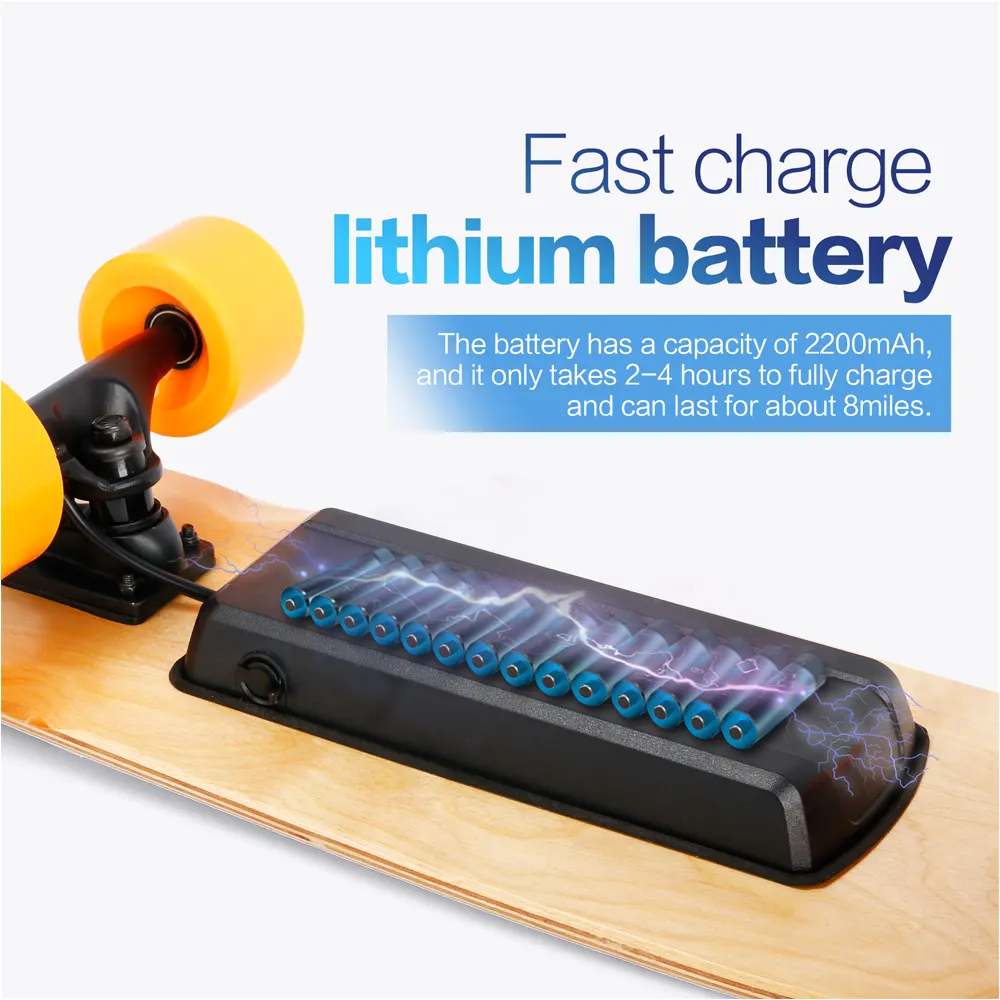 Fast charge
lithium battery
The battery has a capacity of 2200mAh,
and it only takes 2-4 hours to fully charge
and can last for about 8miles.